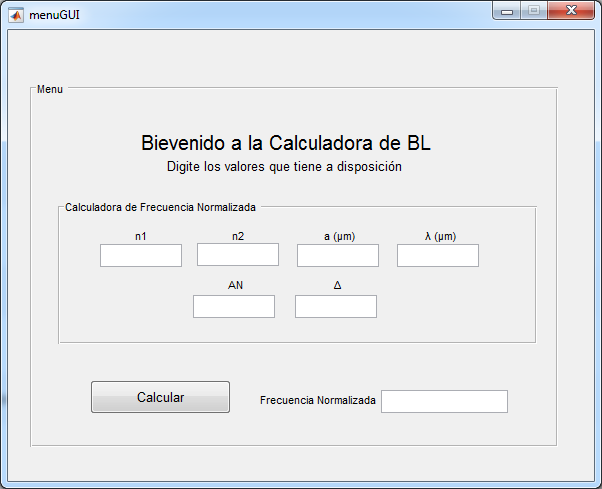 menuGUI
Menu
Bievenido a la Calculadora de BL
Digite los valores que tiene a disposición
Calculadora de Frecuencia Normalizada
n1 n2 a (µm) λ (µm)
AN Δ
Calcular Frecuencia Normalizada